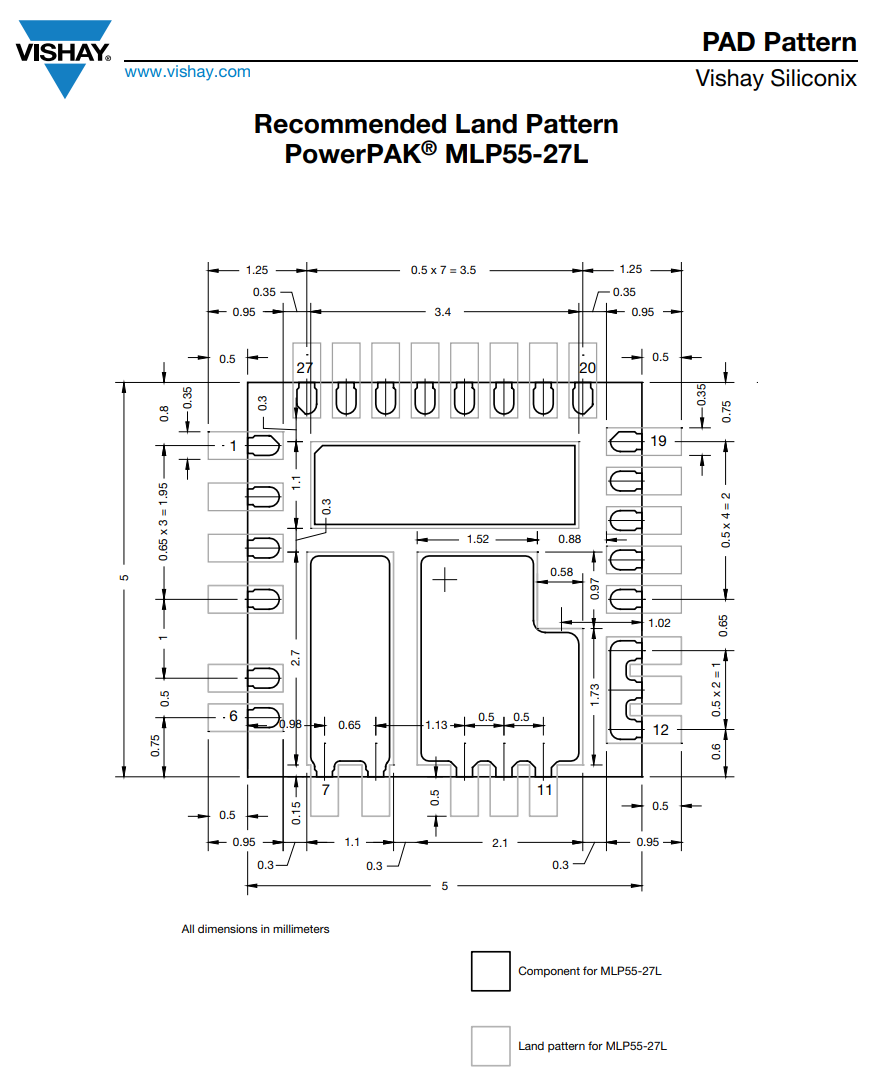 VISHAY®
www.vishay.com
PAD Pattern
Vishay Siliconix
Recommended Land Pattern
PowerPAK® MLP55-27L
1.25 0.5 x 7 = 3.5 1.25
0.35 0.35
0.95 3.4 0.95
0.5 27 20 0.5
0.8 0.35 0.3 0.35 0.75
1 19
1.1
0.65 x 3 = 1.95 0.3 0.5 x 4 = 2
1.52 0.88
5 0.58 0.97
1.02
1 2.7 0.65
0.5 1.73 0.5 x 2 = 1
6 0.98 0.65 1.13 0.5 0.5 12
0.75 0.6
7 11
0.5 0.15 0.5 0.5
0.95 1.1 2.1 0.95
0.3 0.3 0.3
5
All dimensions in millimeters
Component for MLP55-27L
Land pattern for MLP55-27L